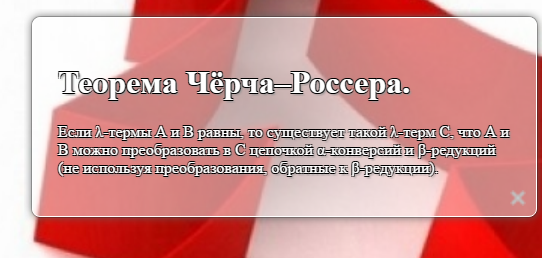 Теорема Чёрча–Россера.
Если λ–термы A и B равны, то существует такой λ–терм C, что A и
B можно преобразовать в C цепочкой α-конверсий и β-редукций
(не используя преобразования, обратные к β-редукции).